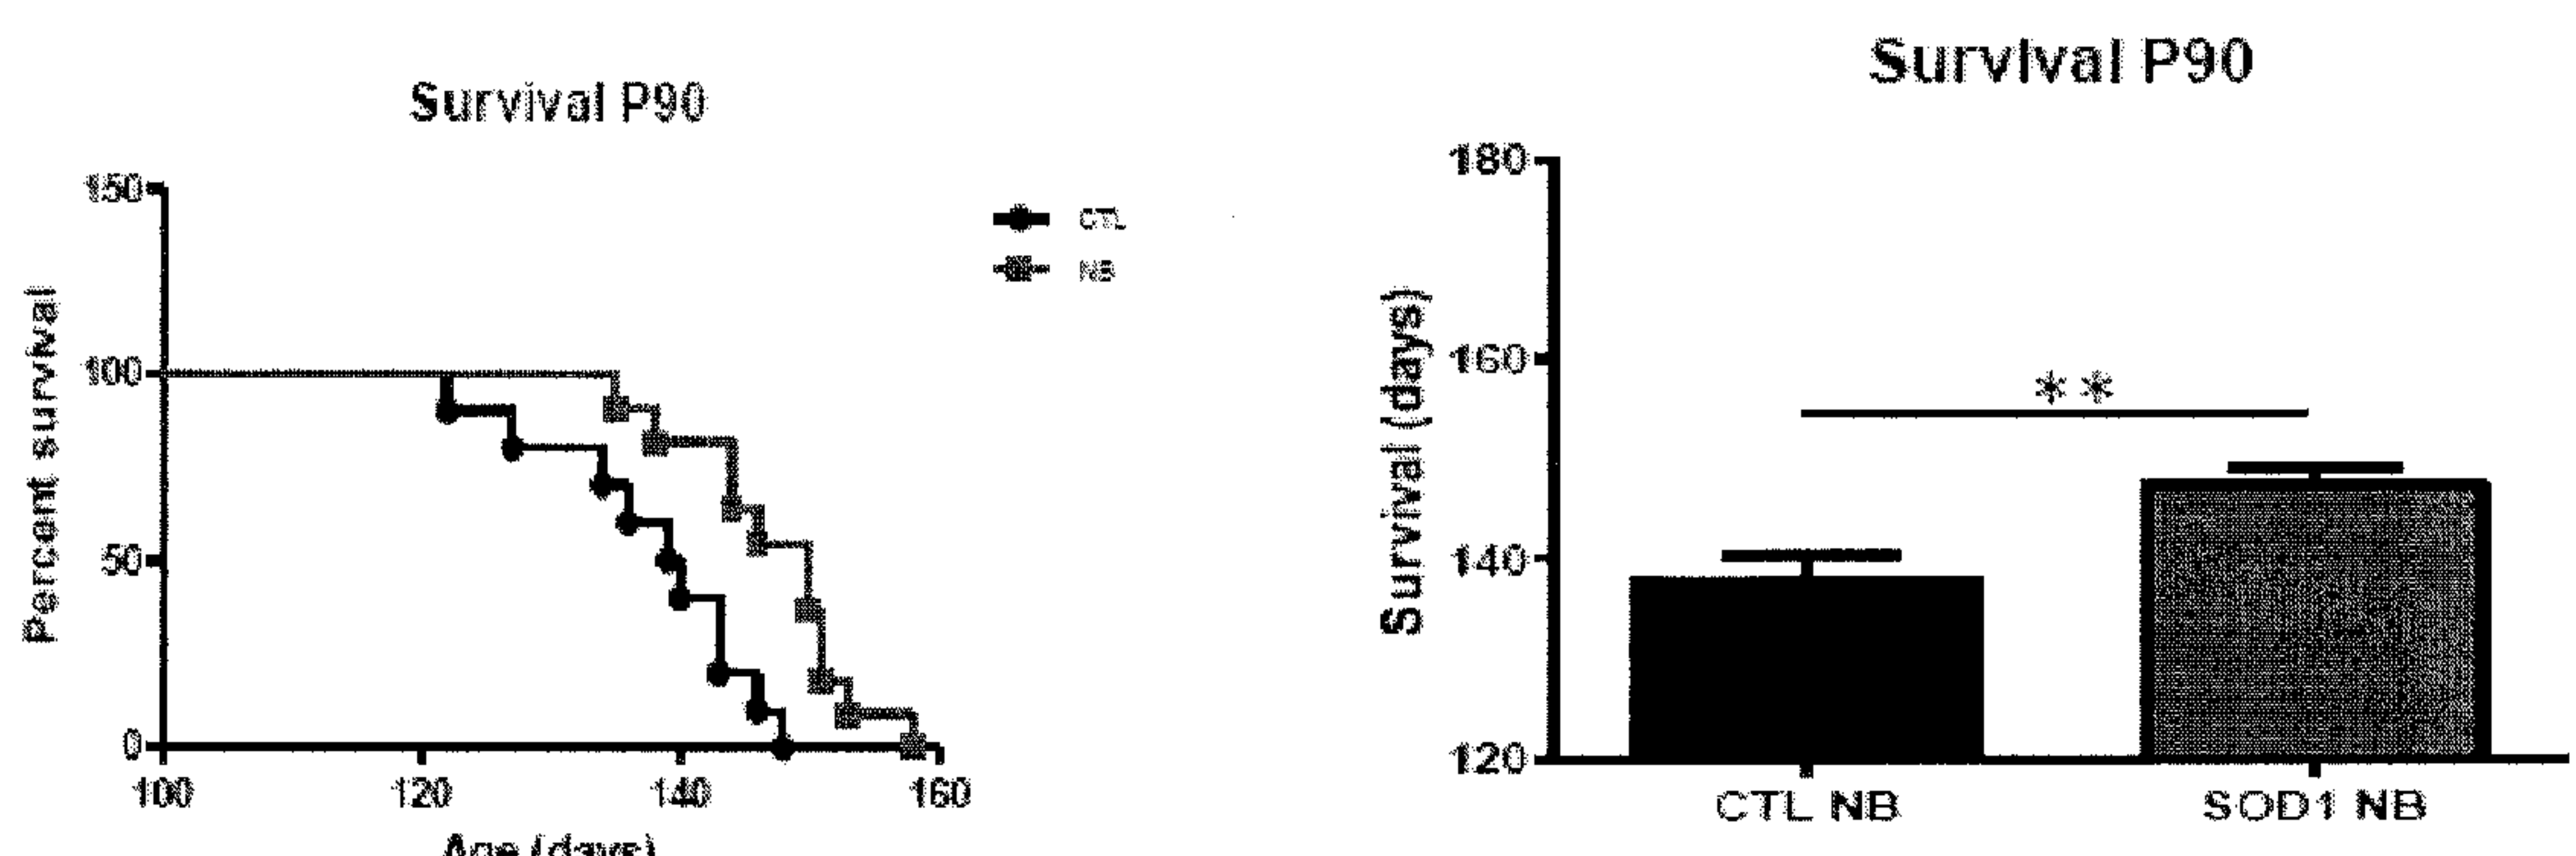 Survival P90
150
100
50
0
Percent survival
100 120 140 160
Age (days)
CTL
NB
Survival P90
180
160
140
120
Survival (days)
**
CTL NB SOD1 NB